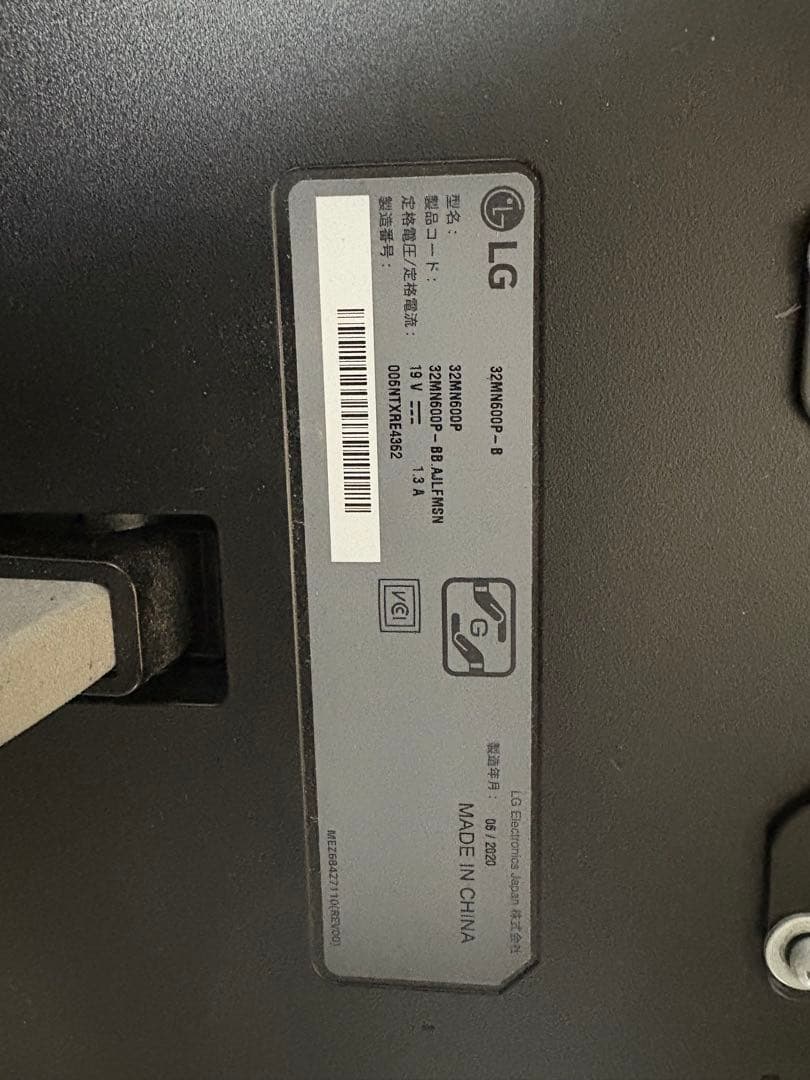 LG
32MN600P-B
型名: 32MN600P
製品コード: 32MN600P-BB.AJLFMSN
定格電圧/定格電流: 19 V 1.3 A
製造番号: 006NTXRE4362
VCI
G
LG Electronics Japan 株式会社
製造年月: 06 / 2020
MADE IN CHINA
MEZ68427110(REV00)